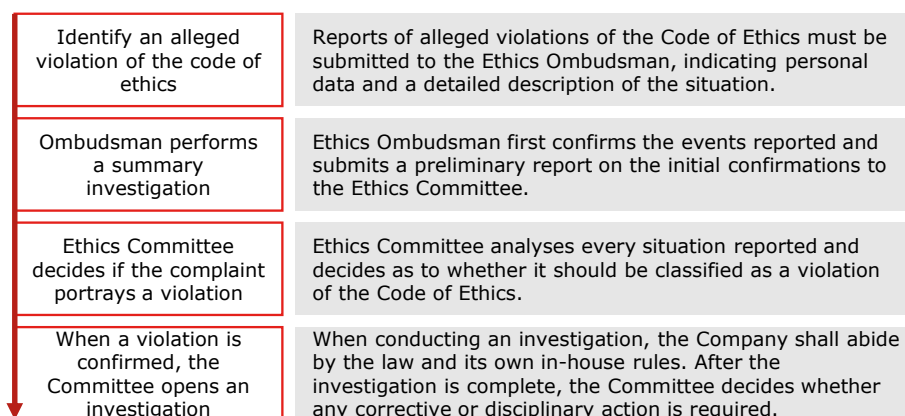 Identify an alleged
violation of the code of
ethics
Reports of alleged violations of the Code of Ethics must be
submitted to the Ethics Ombudsman, indicating personal
data and a detailed description of the situation.
Ombudsman performs
a summary
investigation
Ethics Ombudsman first confirms the events reported and
submits a preliminary report on the initial confirmations to
the Ethics Committee.
Ethics Committee
decides if the complaint
portrays a violation
Ethics Committee analyses every situation reported and
decides as to whether it should be classified as a violation
of the Code of Ethics.
When a violation is
confirmed, the
Committee opens an
investigation
When conducting an investigation, the Company shall abide
by the law and its own in-house rules. After the
investigation is complete, the Committee decides whether
any corrective or disciplinary action is required.